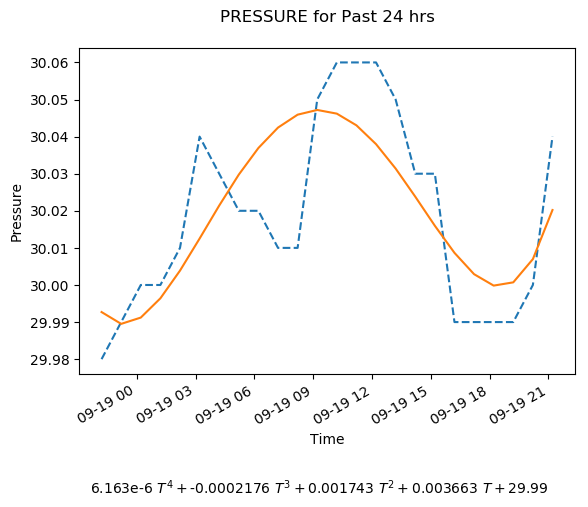 PRESSURE for Past 24 hrs
30.06
30.05
30.04
30.03
30.02
30.01
30.00
29.99
29.98
Pressure
09-19 00 09-19 03 09-19 06 09-19 09 09-19 12 09-19 15 09-19 18 09-19 21
Time
6.163e-6 T⁴ + -0.0002176 T³ + 0.001743 T² + 0.003663 T + 29.99